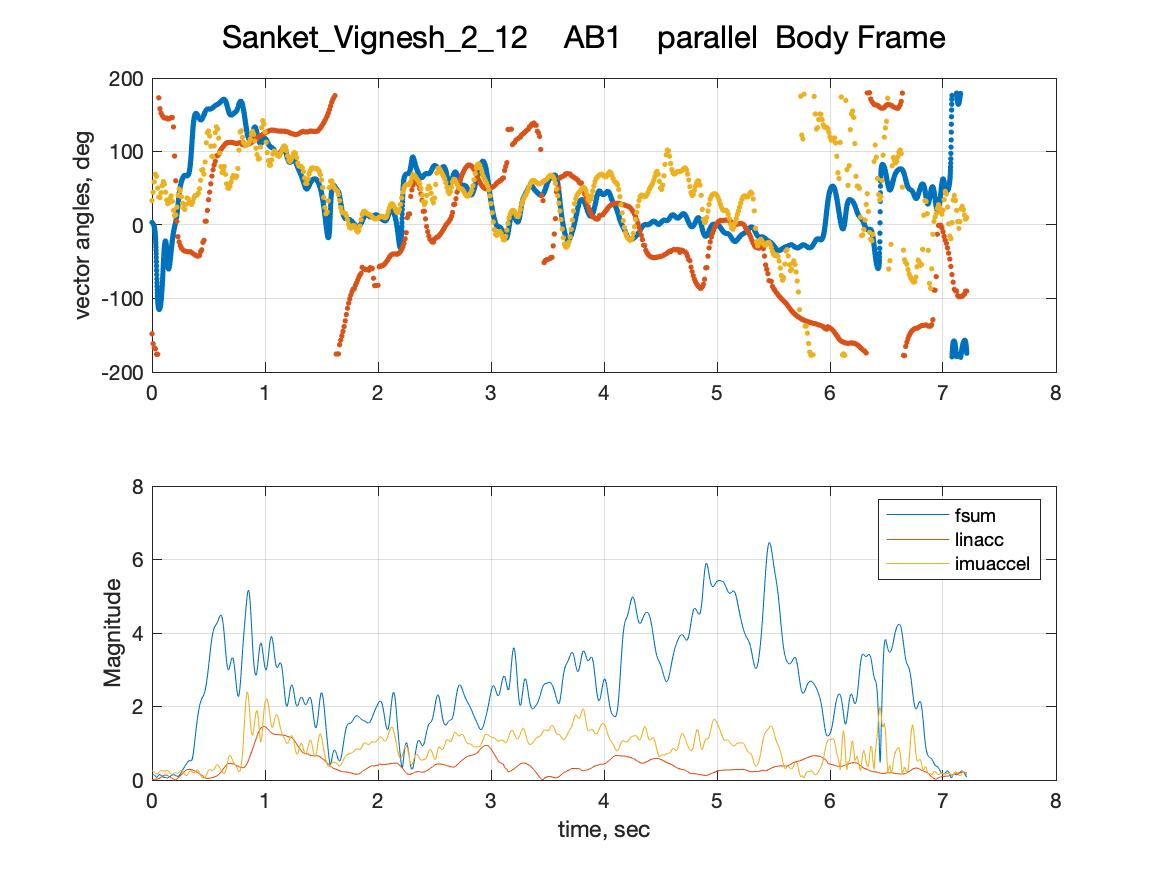 Sanket_Vignesh_2_12 AB1 parallel Body Frame
200
100
0
-100
-200
vector angles, deg
0 1 2 3 4 5 6 7 8
8
6
4
2
0
Magnitude
fsum
linacc
imuaccel
0 1 2 3 4 5 6 7 8
time, sec